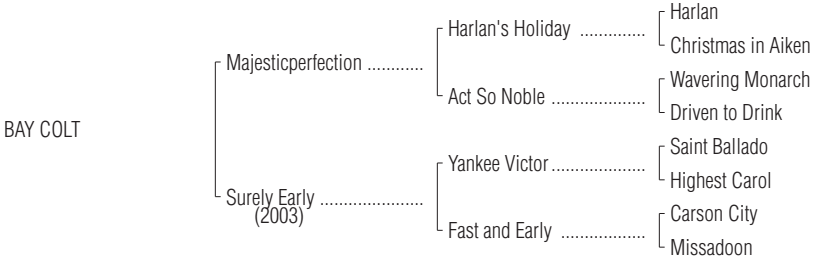 Harlan
Harlan's Holiday ..............
Christmas in Aiken
Majesticperfection ............
Wavering Monarch
Act So Noble ....................
Driven to Drink
BAY COLT
Saint Ballado
Yankee Victor....................
Highest Carol
Surely Early ......................
(2003)
Carson City
Fast and Early ..................
Missadoon